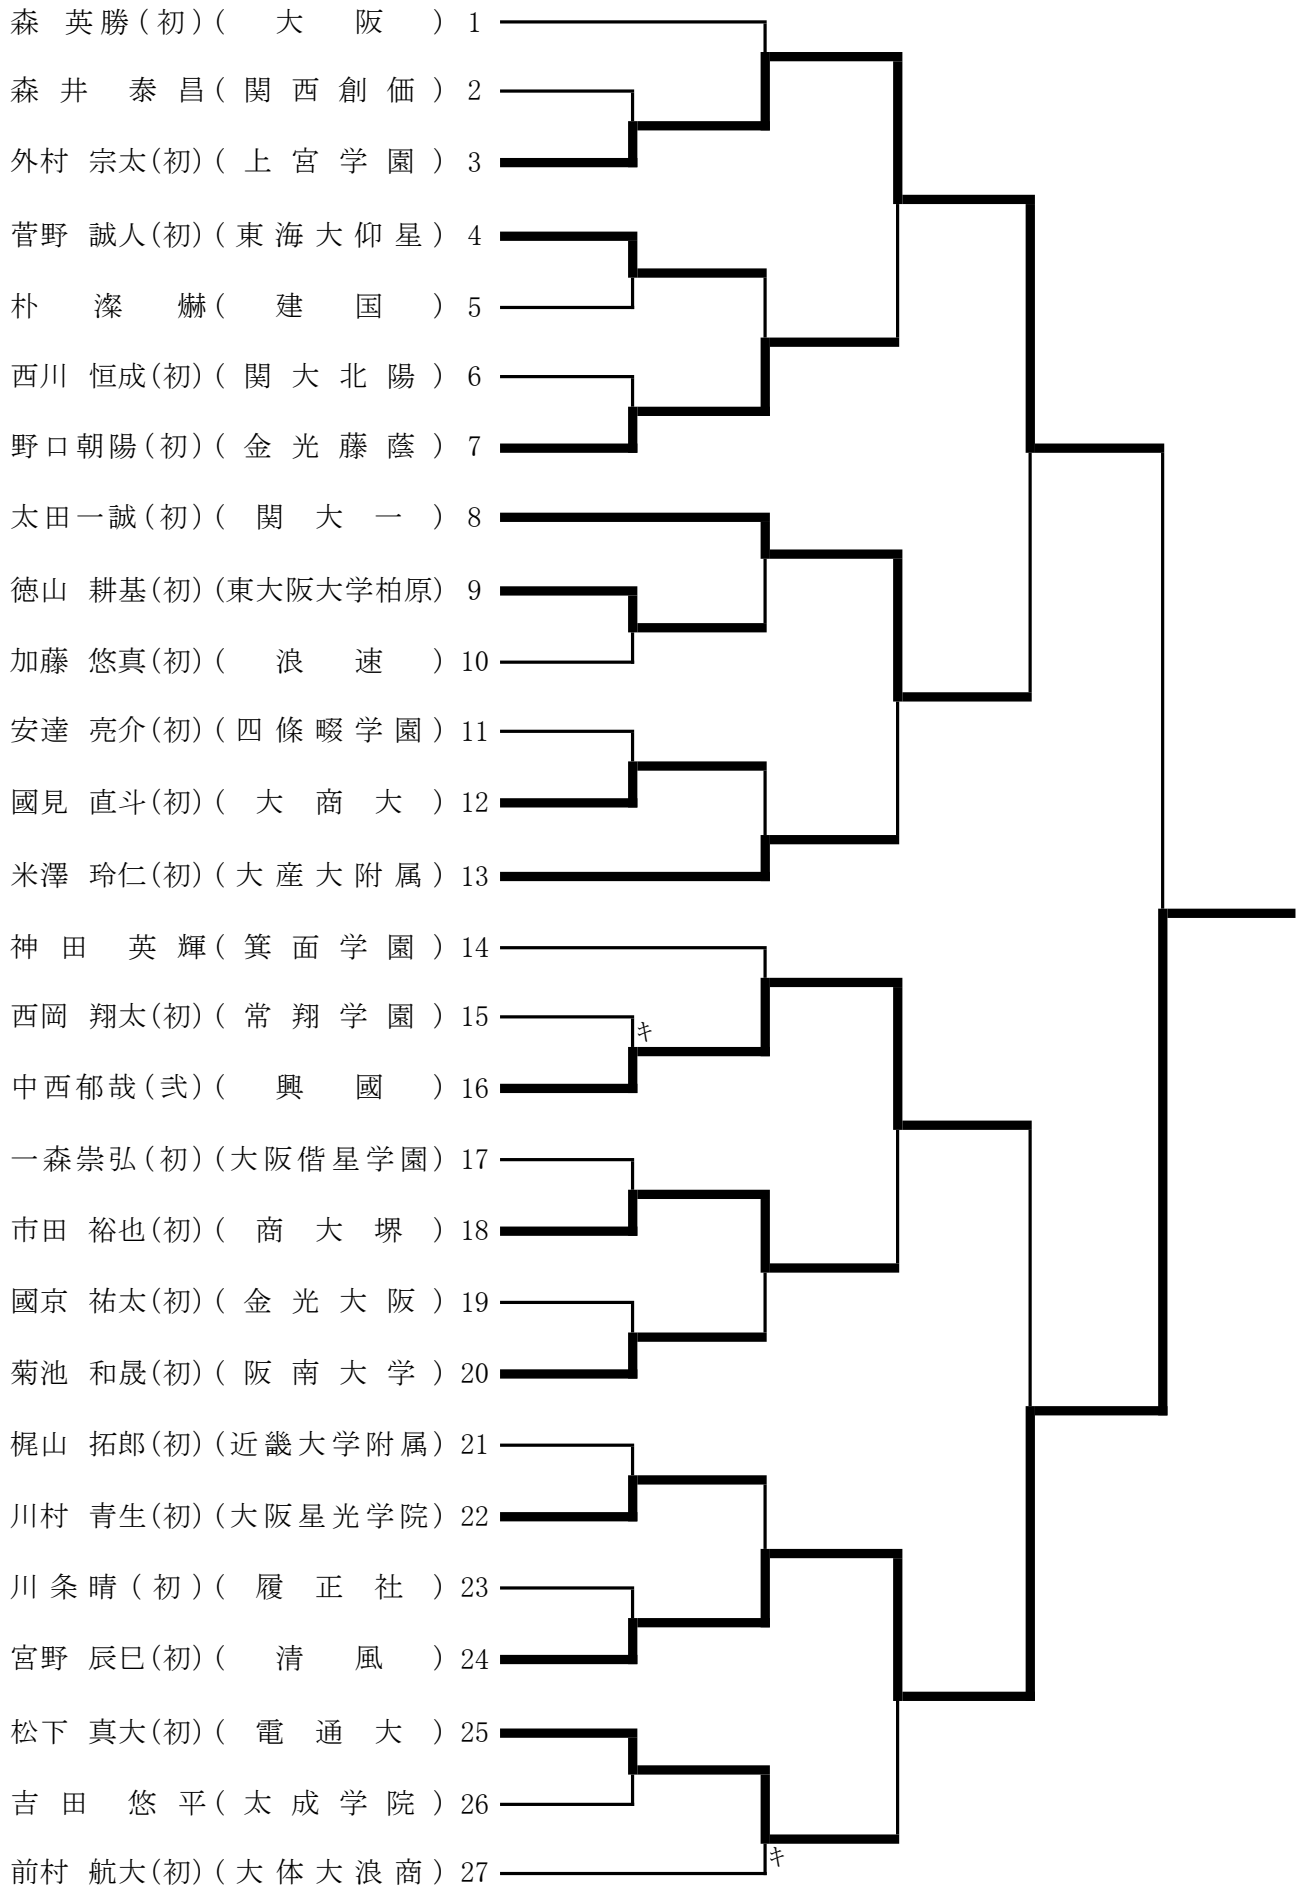 森 英勝(初)( 大 阪 ) 1
森 井 泰 昌( 関 西 創 価 ) 2
外村 宗太(初)( 上 宮 学 園 ) 3
菅野 誠人(初)( 東 海 大 仰 星 ) 4
朴 澯 爀( 建 国 ) 5
西川 恒成(初)( 関 大 北 陽 ) 6
野口朝陽(初)( 金 光 藤 蔭 ) 7
太田一誠(初)( 関 大 一 ) 8
徳山 耕基(初)(東大阪大学柏原) 9
加藤 悠真(初)( 浪 速 ) 10
安達 亮介(初)( 四 條 畷 学 園 ) 11
國見 直斗(初)( 大 商 大 ) 12
米澤 玲仁(初)( 大 産 大 附 属 ) 13
神 田 英 輝( 箕 面 学 園 ) 14
西岡 翔太(初)( 常 翔 学 園 ) 15
キ
中西郁哉(弐)( 興 國 ) 16
一森崇弘(初)(大阪偕星学園) 17
市田 裕也(初)( 商 大 堺 ) 18
國京 祐太(初)( 金 光 大 阪 ) 19
菊池 和晟(初)( 阪 南 大 学 ) 20
梶山 拓郎(初)(近畿大学附属) 21
川村 青生(初)(大阪星光学院) 22
川条晴(初)( 履 正 社 ) 23
宮野 辰巳(初)( 清 風 ) 24
松下 真大(初)( 電 通 大 ) 25
吉 田 悠 平( 太 成 学 院 ) 26
キ
前村 航大(初)( 大 体 大 浪 商 ) 27